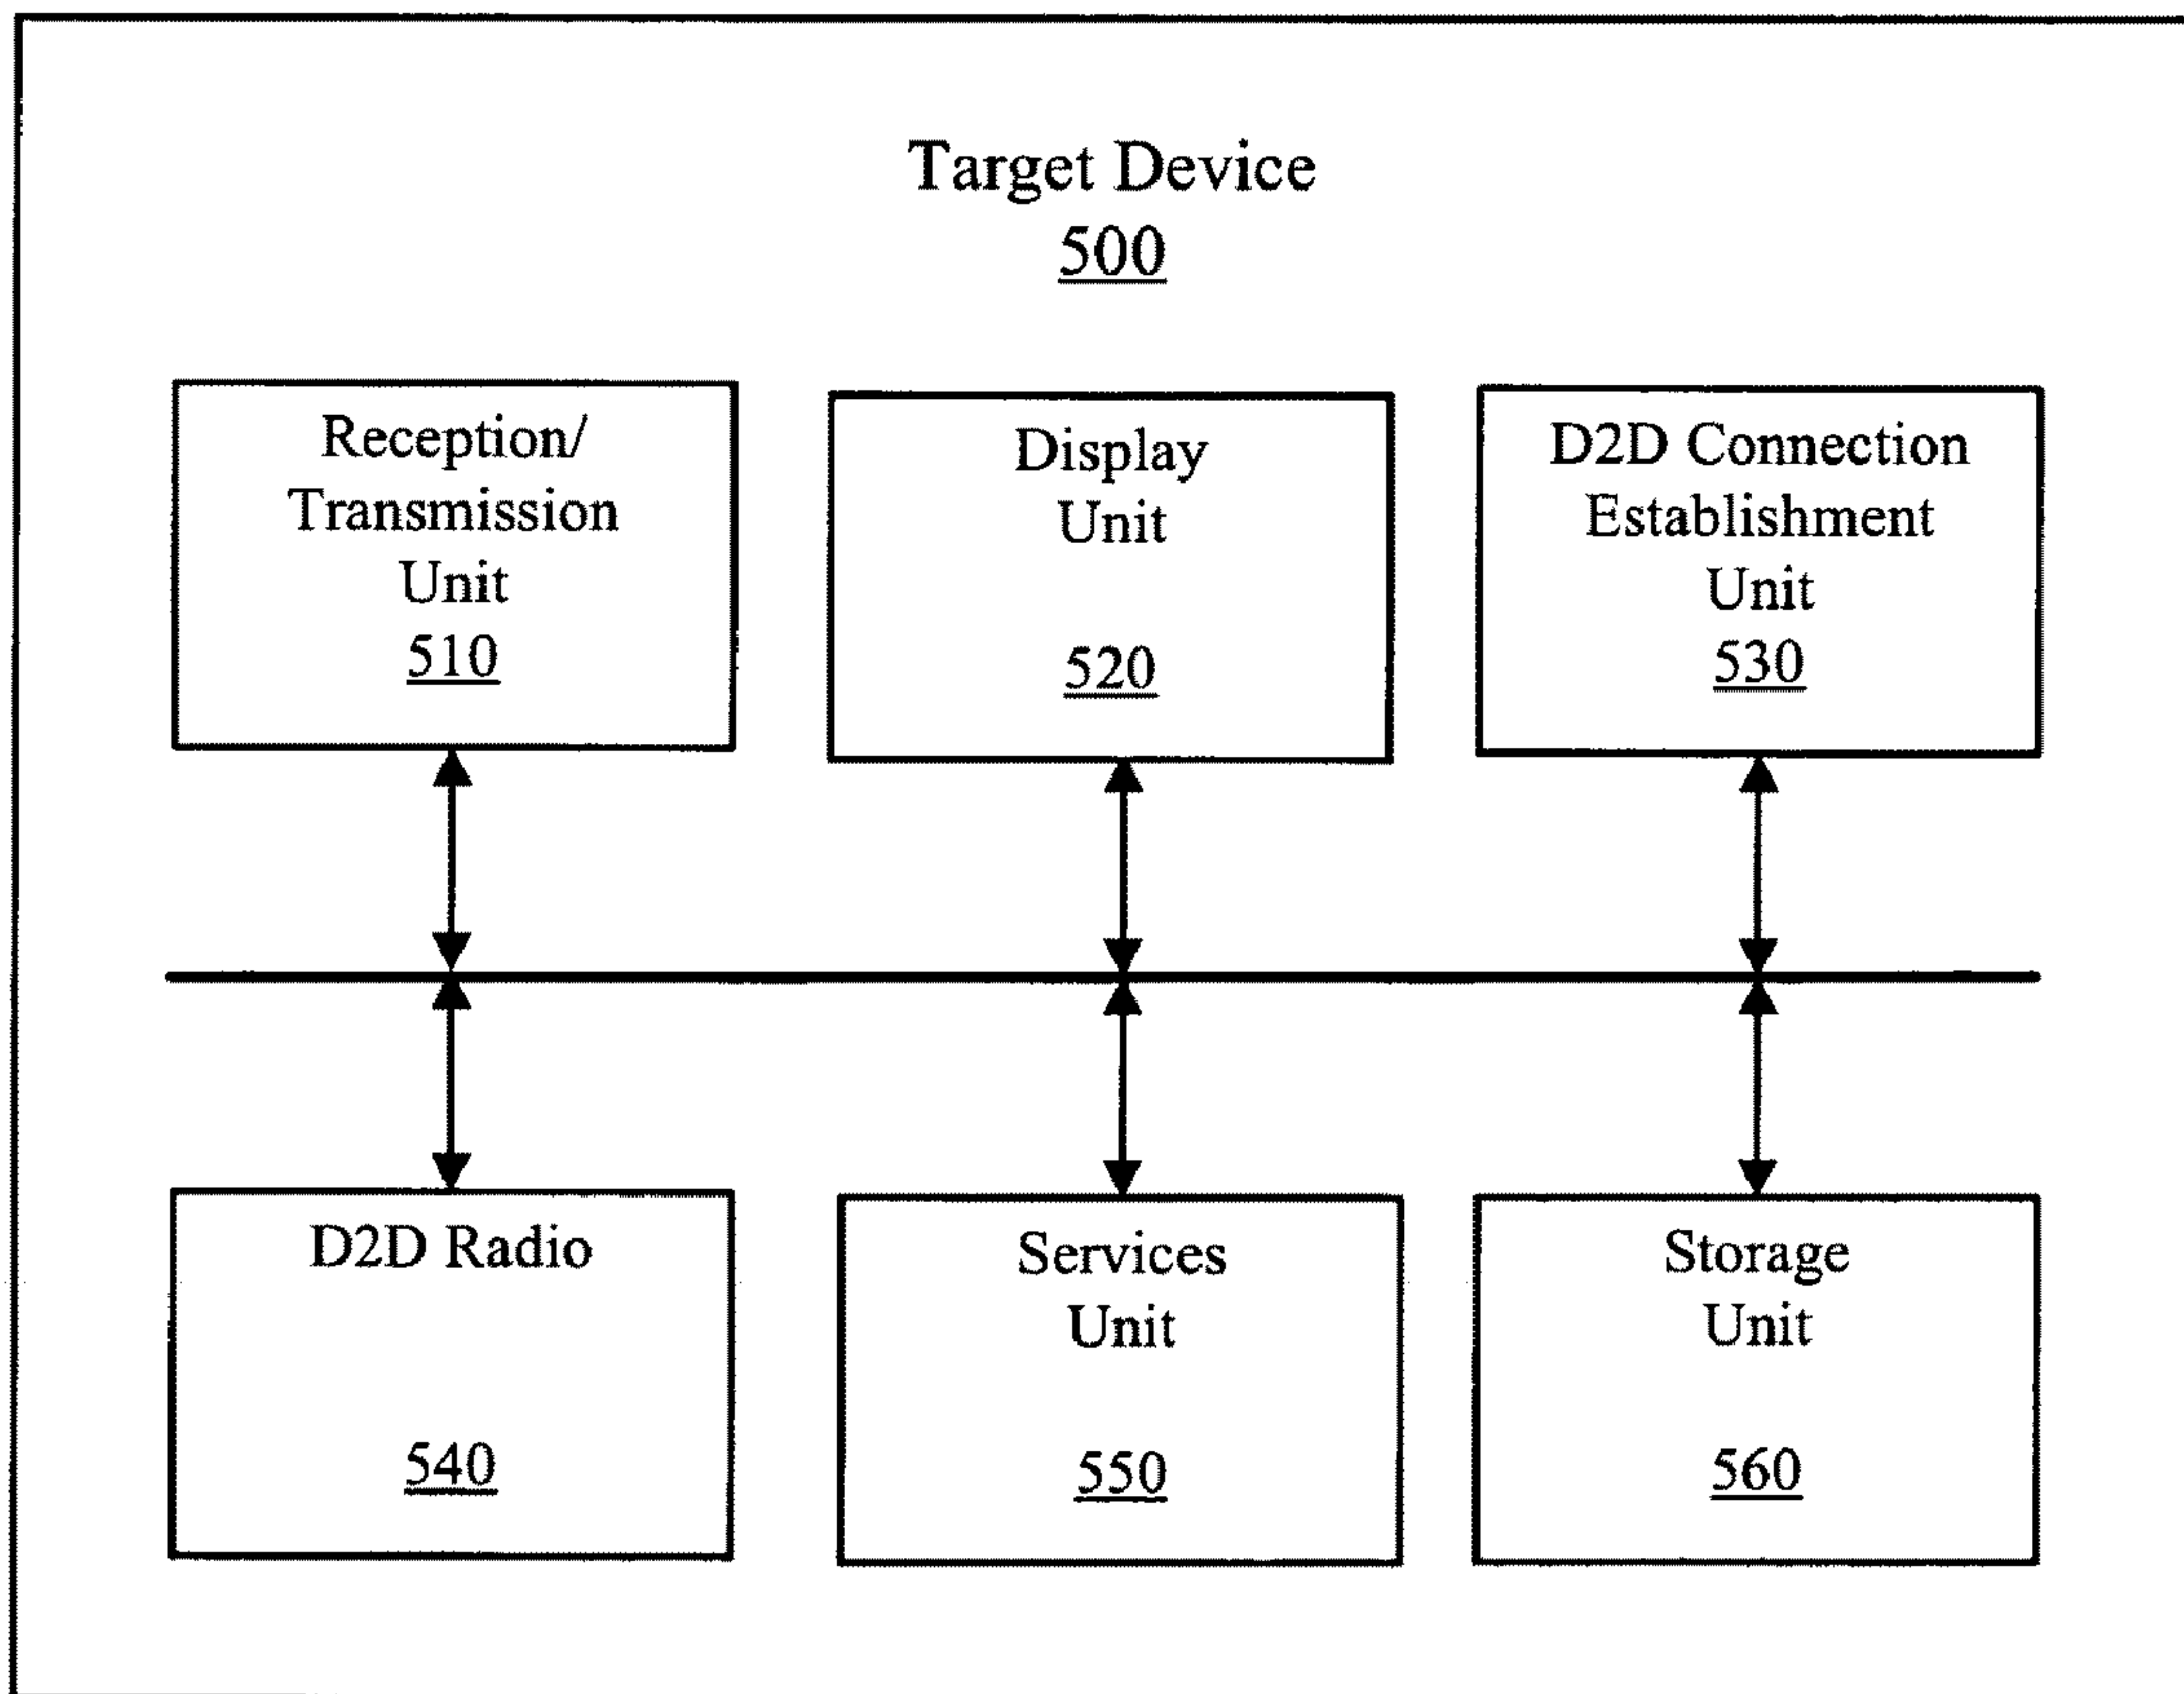 Target Device
500
Reception/
Transmission
Unit
510
Display
Unit
520
D2D Connection
Establishment
Unit
530
D2D Radio
540
Services
Unit
550
Storage
Unit
560